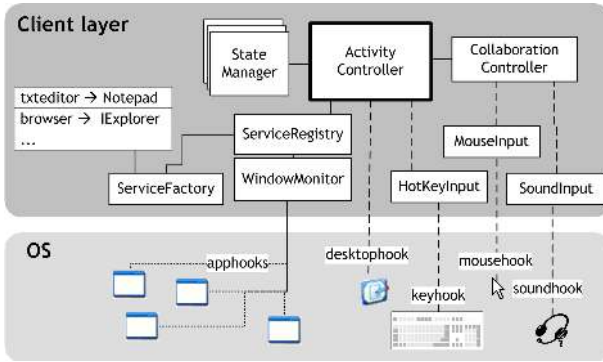 Client layer
State
Manager
Activity
Controller
Collaboration
Controller
txteditor → Notepad
browser → IExplorer
...
ServiceRegistry
MouseInput
WindowMonitor
ServiceFactory
HotKeyInput
SoundInput
OS
apphooks
desktophook
mousehook
keyhook
soundhook